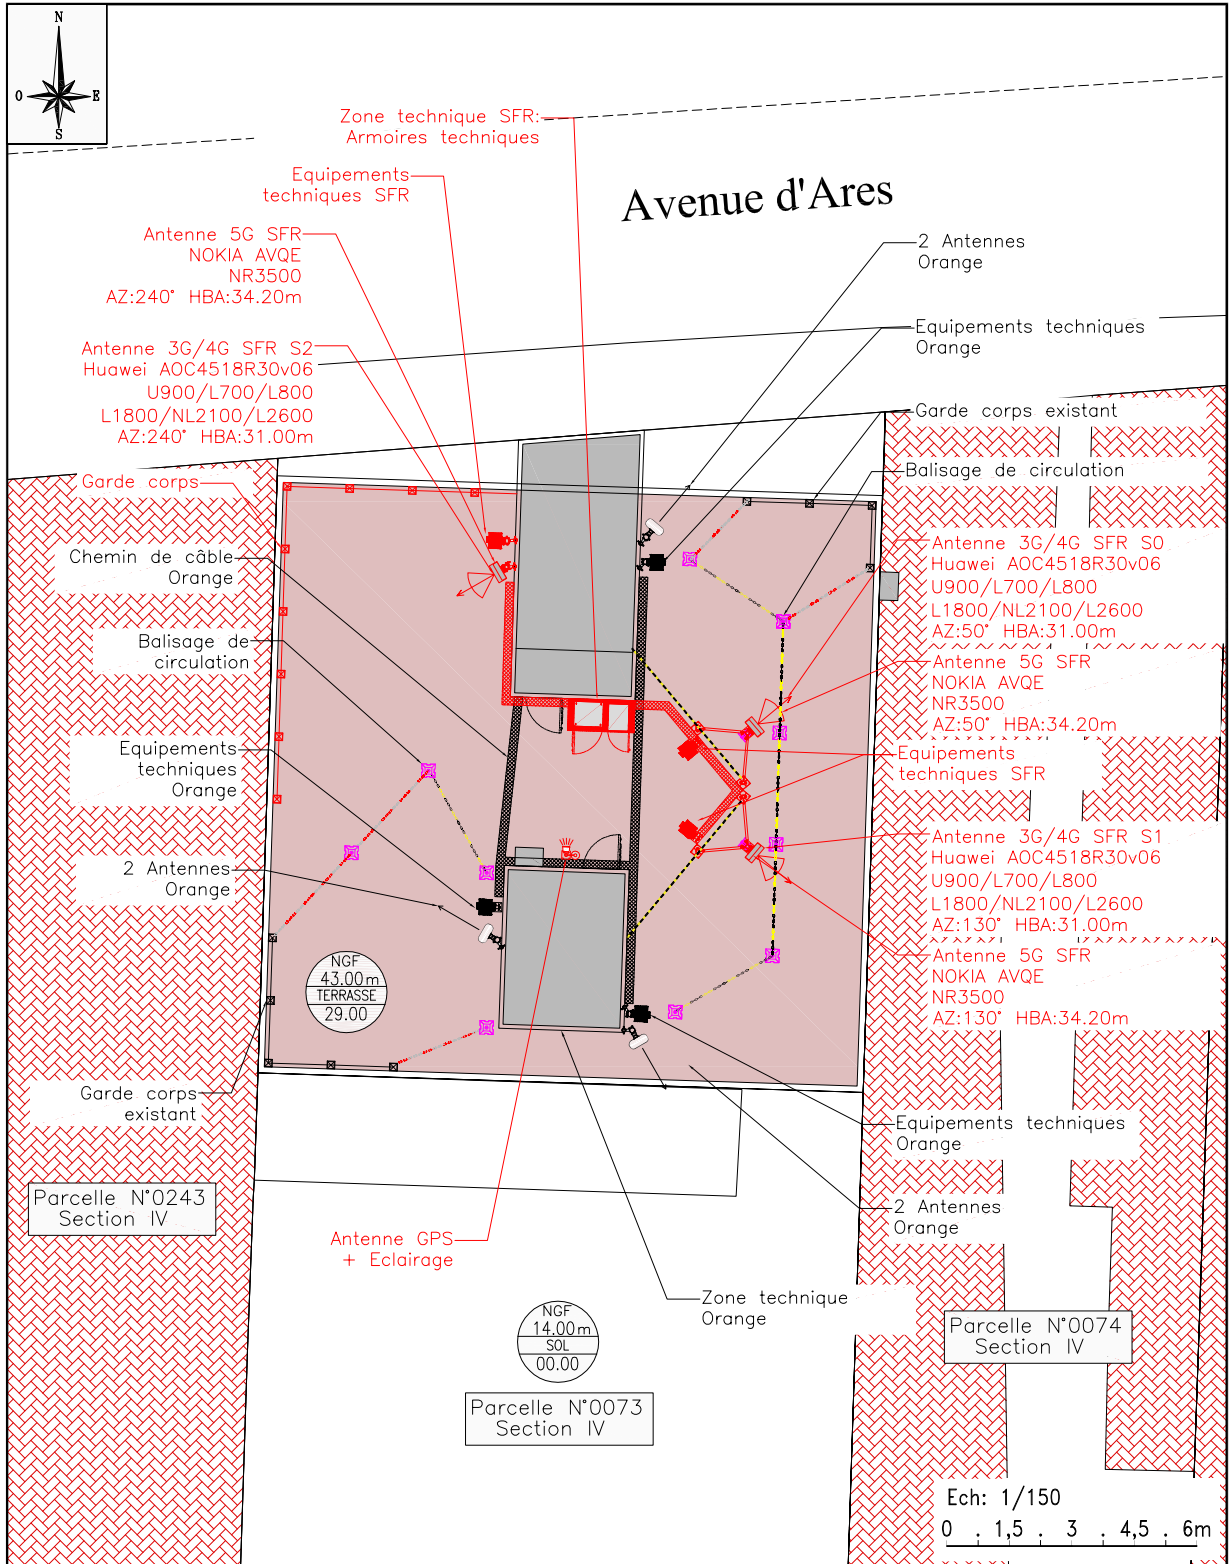 N
O
E
S
Zone technique SFR:
Armoires techniques
Equipements
techniques SFR
Avenue d'Ares
Antenne 5G SFR
NOKIA AVQE
NR3500
AZ:240° HBA:34.20m
2 Antennes
Orange
Equipements techniques
Orange
Antenne 3G/4G SFR S2
Huawei AOC4518R30v06
U900/L700/L800
L1800/NL2100/L2600
AZ:240° HBA:31.00m
Garde corps existant
Balisage de circulation
Garde corps
Chemin de câble
Orange
Antenne 3G/4G SFR S0
Huawei AOC4518R30v06
U900/L700/L800
L1800/NL2100/L2600
AZ:50° HBA:31.00m
Balisage de
circulation
Antenne 5G SFR
NOKIA AVQE
NR3500
AZ:50° HBA:34.20m
Equipements
techniques
Orange
Equipements
techniques SFR
Antenne 3G/4G SFR S1
Huawei AOC4518R30v06
U900/L700/L800
L1800/NL2100/L2600
AZ:130° HBA:31.00m
2 Antennes
Orange
Antenne 5G SFR
NOKIA AVQE
NR3500
AZ:130° HBA:34.20m
NGF
43.00m
TERRASSE
29.00
Garde corps
existant
Equipements techniques
Orange
Parcelle N°0243
Section IV
2 Antennes
Orange
Antenne GPS
+ Eclairage
Zone technique
Orange
NGF
14.00m
SOL
00.00
Parcelle N°0074
Section IV
Parcelle N°0073
Section IV
Ech: 1/150
0 . 1,5 . 3 . 4,5 . 6m